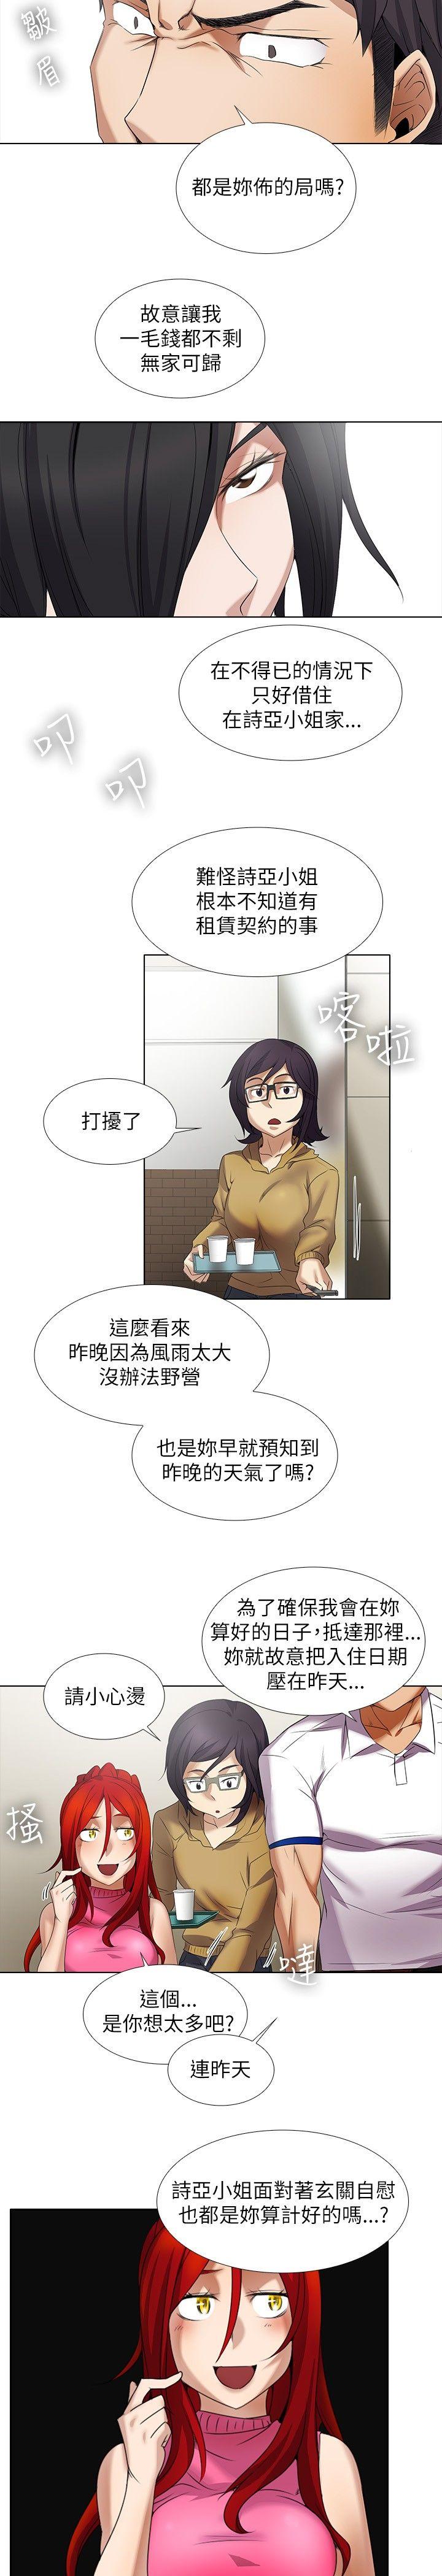 皺
眉
都是妳佈的局嗎?
故意讓我
一毛錢都不剩
無家可歸
在不得已的情況下
只好借住
在詩亞小姐家...
叩
叩
難怪詩亞小姐
根本不知道有
租賃契約的事
喀
啦
打擾了
這麼看來
昨晚因為風雨太大
沒辦法野營
也是妳早就預知到
昨晚的天氣了嗎?
為了確保我會在妳
算好的日子,抵達那裡...
妳就故意把入住日期
壓在昨天...
請小心燙
搔
噠
這個...
是你想太多吧?
連昨天
詩亞小姐面對著玄關自慰
也都是妳算計好的嗎...?